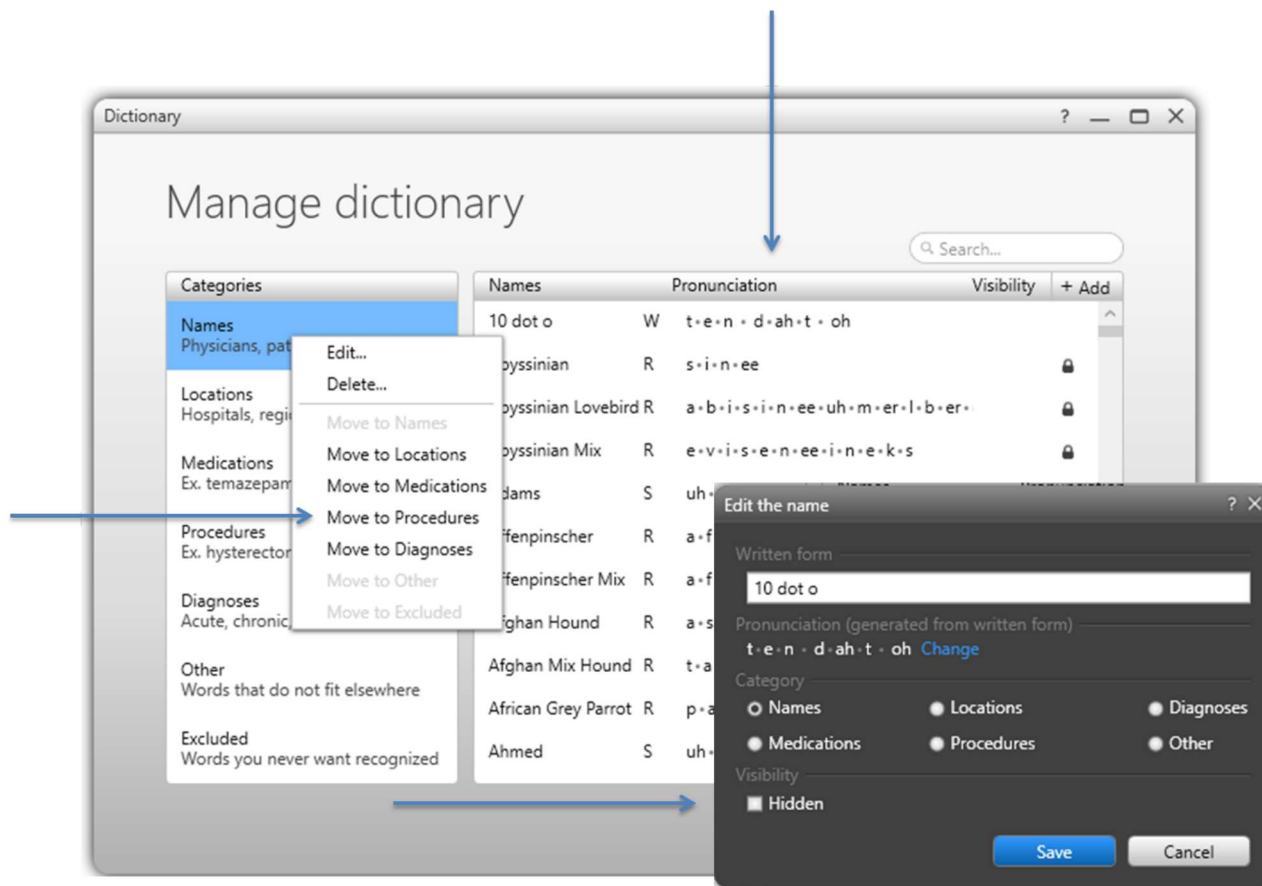 Dictionary
?
Manage dictionary
Search...
Categories
Names
Physicians,
Locations
Hospitals,
Medications
Ex. temazepam
Procedures
Ex.
Diagnoses
Acute, chronic,
Other
Words that do not fit elsewhere
Excluded
Words you never want recognized
Edit...
Delete...
Move to Names
Move to Locations
Move to Medications
Move to Procedures
Move to Diagnoses
Move to Other
Move to Excluded
Names Pronunciation Visibility + Add
10 dot o W t•e•n • d•ah•t • oh
R s•i•n•ee
Lovebird R a•b•i•s•i•n•ee•uh•m•er•l•b•er•
Mix R e•v•i•s•e•n•ee•i•n•e•k•s
S uh•
R a•f
Mix R a•f
Hound R a•s
Afghan Mix Hound R t•a
African Grey Parrot R p•a
Ahmed S uh•
Edit the name ?
Written form
10 dot o
Pronunciation (generated from written form)
t•e•n • d•ah•t • oh Change
Category
Names Locations Diagnoses
Medications Procedures Other
Visibility
Hidden
Save Cancel